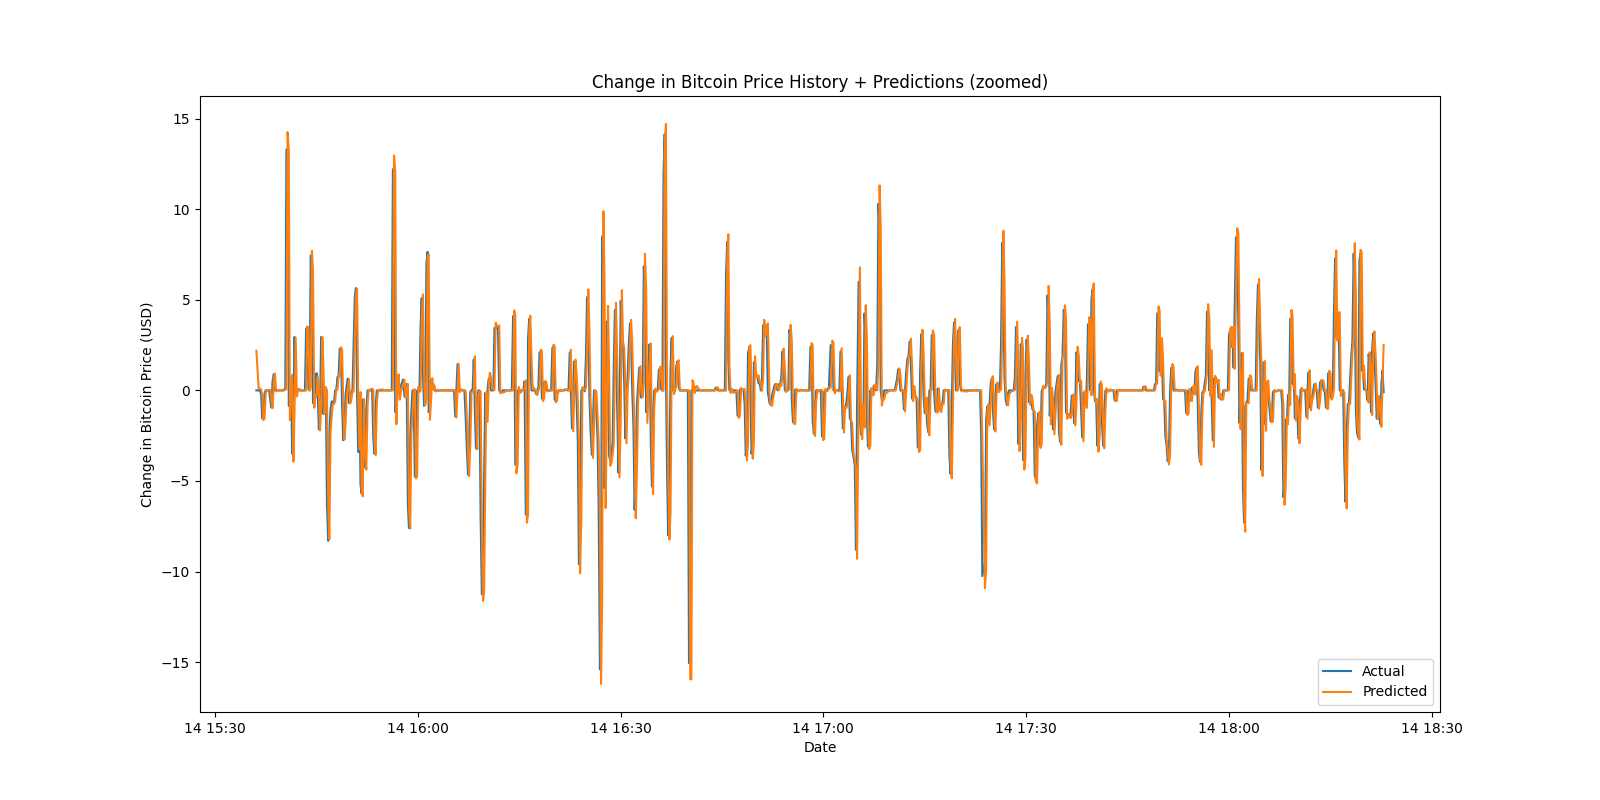 Change in Bitcoin Price History + Predictions (zoomed)
Change in Bitcoin Price (USD)
15
10
5
0
−5
−10
−15
14 15:30
14 16:00
14 16:30
14 17:00
14 17:30
14 18:00
14 18:30
Date
Actual
Predicted